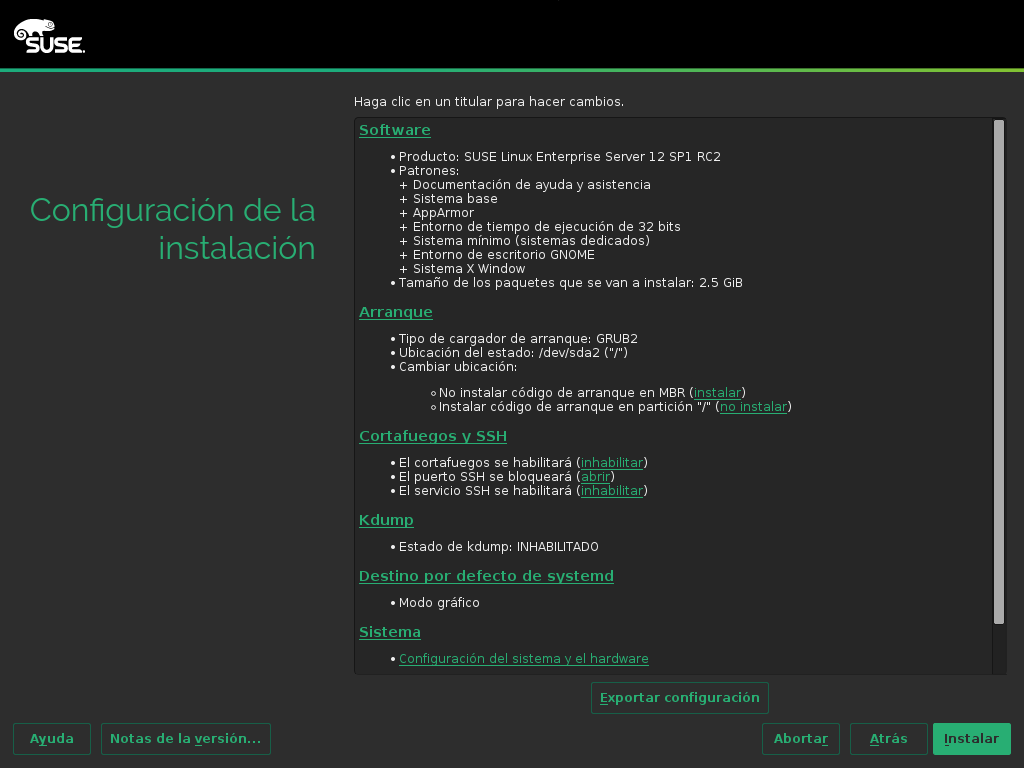 SUSE.
Haga clic en un titular para hacer cambios.
Configuración de la
instalación
Software
• Producto: SUSE Linux Enterprise Server 12 SP1 RC2
• Patrones:
+ Documentación de ayuda y asistencia
+ Sistema base
+ AppArmor
+ Entorno de tiempo de ejecución de 32 bits
+ Sistema mínimo (sistemas dedicados)
+ Entorno de escritorio GNOME
+ Sistema X Window
• Tamaño de los paquetes que se van a instalar: 2.5 GiB
Arranque
• Tipo de cargador de arranque: GRUB2
• Ubicación del estado: /dev/sda2 ("/")
• Cambiar ubicación:
◦ No instalar código de arranque en MBR (instalar)
◦ Instalar código de arranque en partición "/" (no instalar)
Cortafuegos y SSH
• El cortafuegos se habilitará (inhabilitar)
• El puerto SSH se bloqueará (abrir)
• El servicio SSH se habilitará (inhabilitar)
Kdump
• Estado de kdump: INHABILITADO
Destino por defecto de systemd
• Modo gráfico
Sistema
• Configuración del sistema y el hardware
Exportar configuración
Ayuda
Notas de la versión...
Abortar
Atrás
Instalar